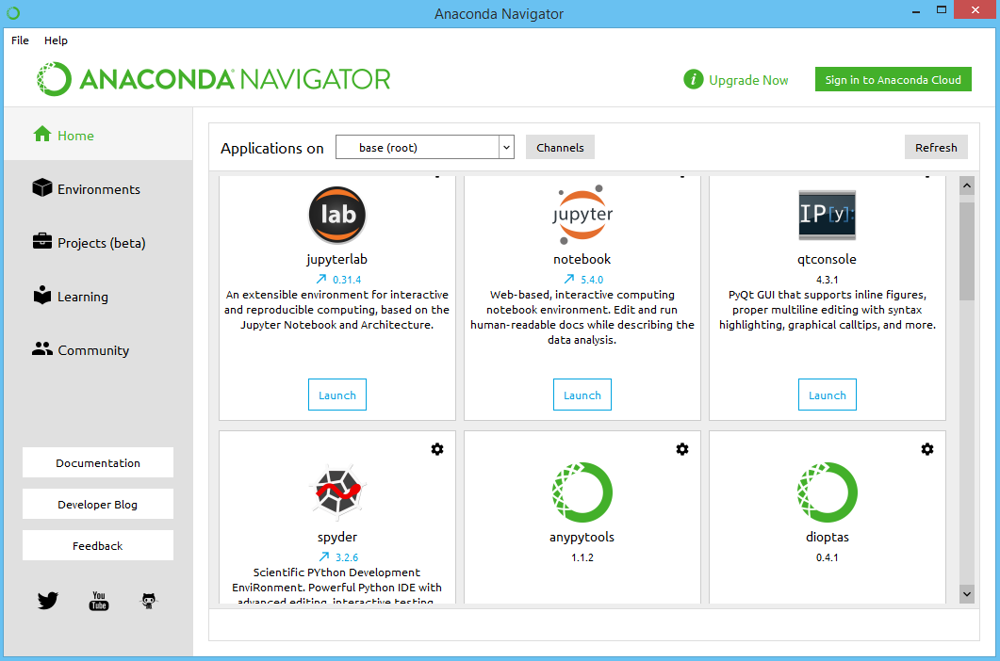 Anaconda Navigator
File Help
ANACONDA NAVIGATOR
i Upgrade Now
Sign in to Anaconda Cloud
Home
Environments
Projects (beta)
Learning
Community
Documentation
Developer Blog
Feedback
You
Tube
Applications on base (root) Channels Refresh
lab
jupyterlab
0.31.4
An extensible environment for interactive
and reproducible computing, based on the
Jupyter Notebook and Architecture.
Launch
jupyter
notebook
5.4.0
Web-based, interactive computing
notebook environment. Edit and run
human-readable docs while describing the
data analysis.
Launch
IP[y]:
qtconsole
4.3.1
PyQt GUI that supports inline figures,
proper multiline editing with syntax
highlighting, graphical calltips, and more.
Launch
spyder
3.2.6
Scientific PYthon Development
EnviRonment. Powerful Python IDE with
advanced editing, interactive testing,
anypytools
1.1.2
dioptas
0.4.1